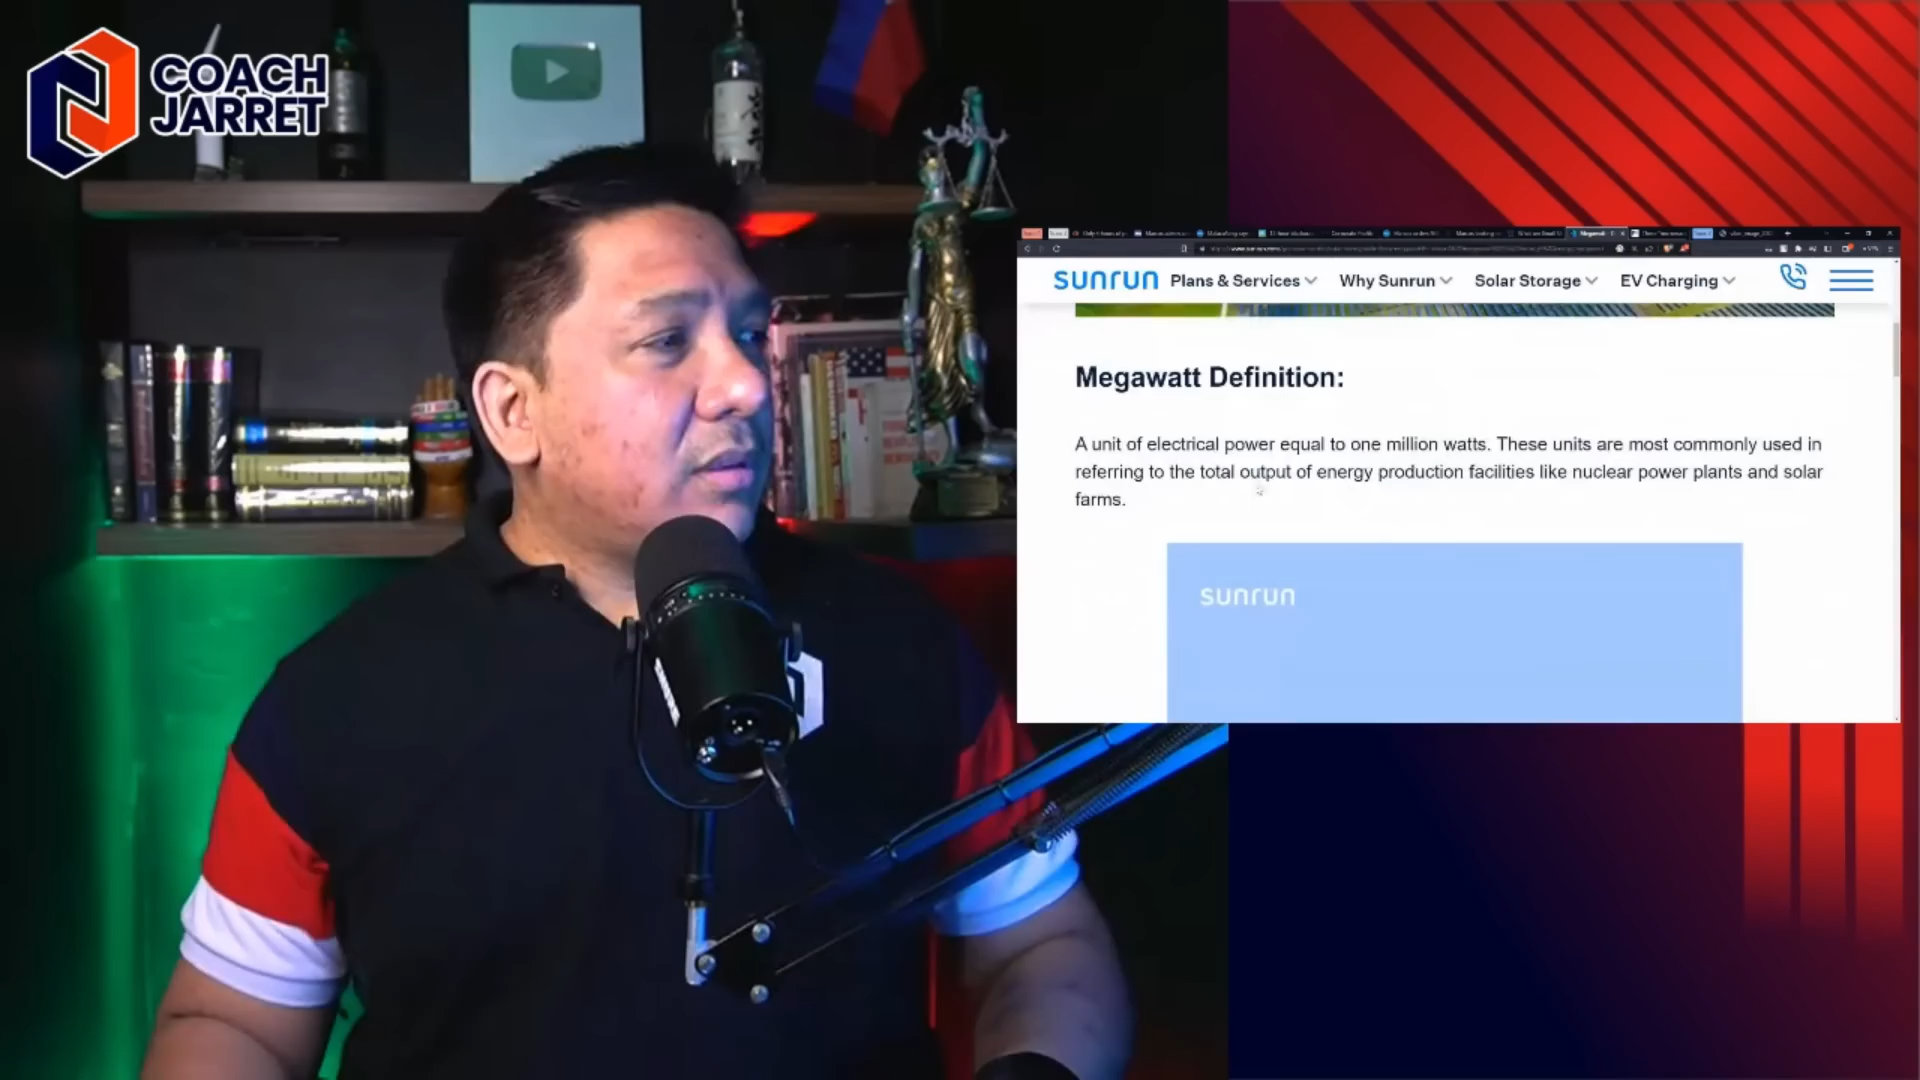 COACH
JARRET
sunrun Plans & Services Why Sunrun Solar Storage EV Charging
Megawatt Definition:
A unit of electrical power equal to one million watts. These units are most commonly used in
referring to the total output of energy production facilities like nuclear power plants and solar
farms.
sunrun